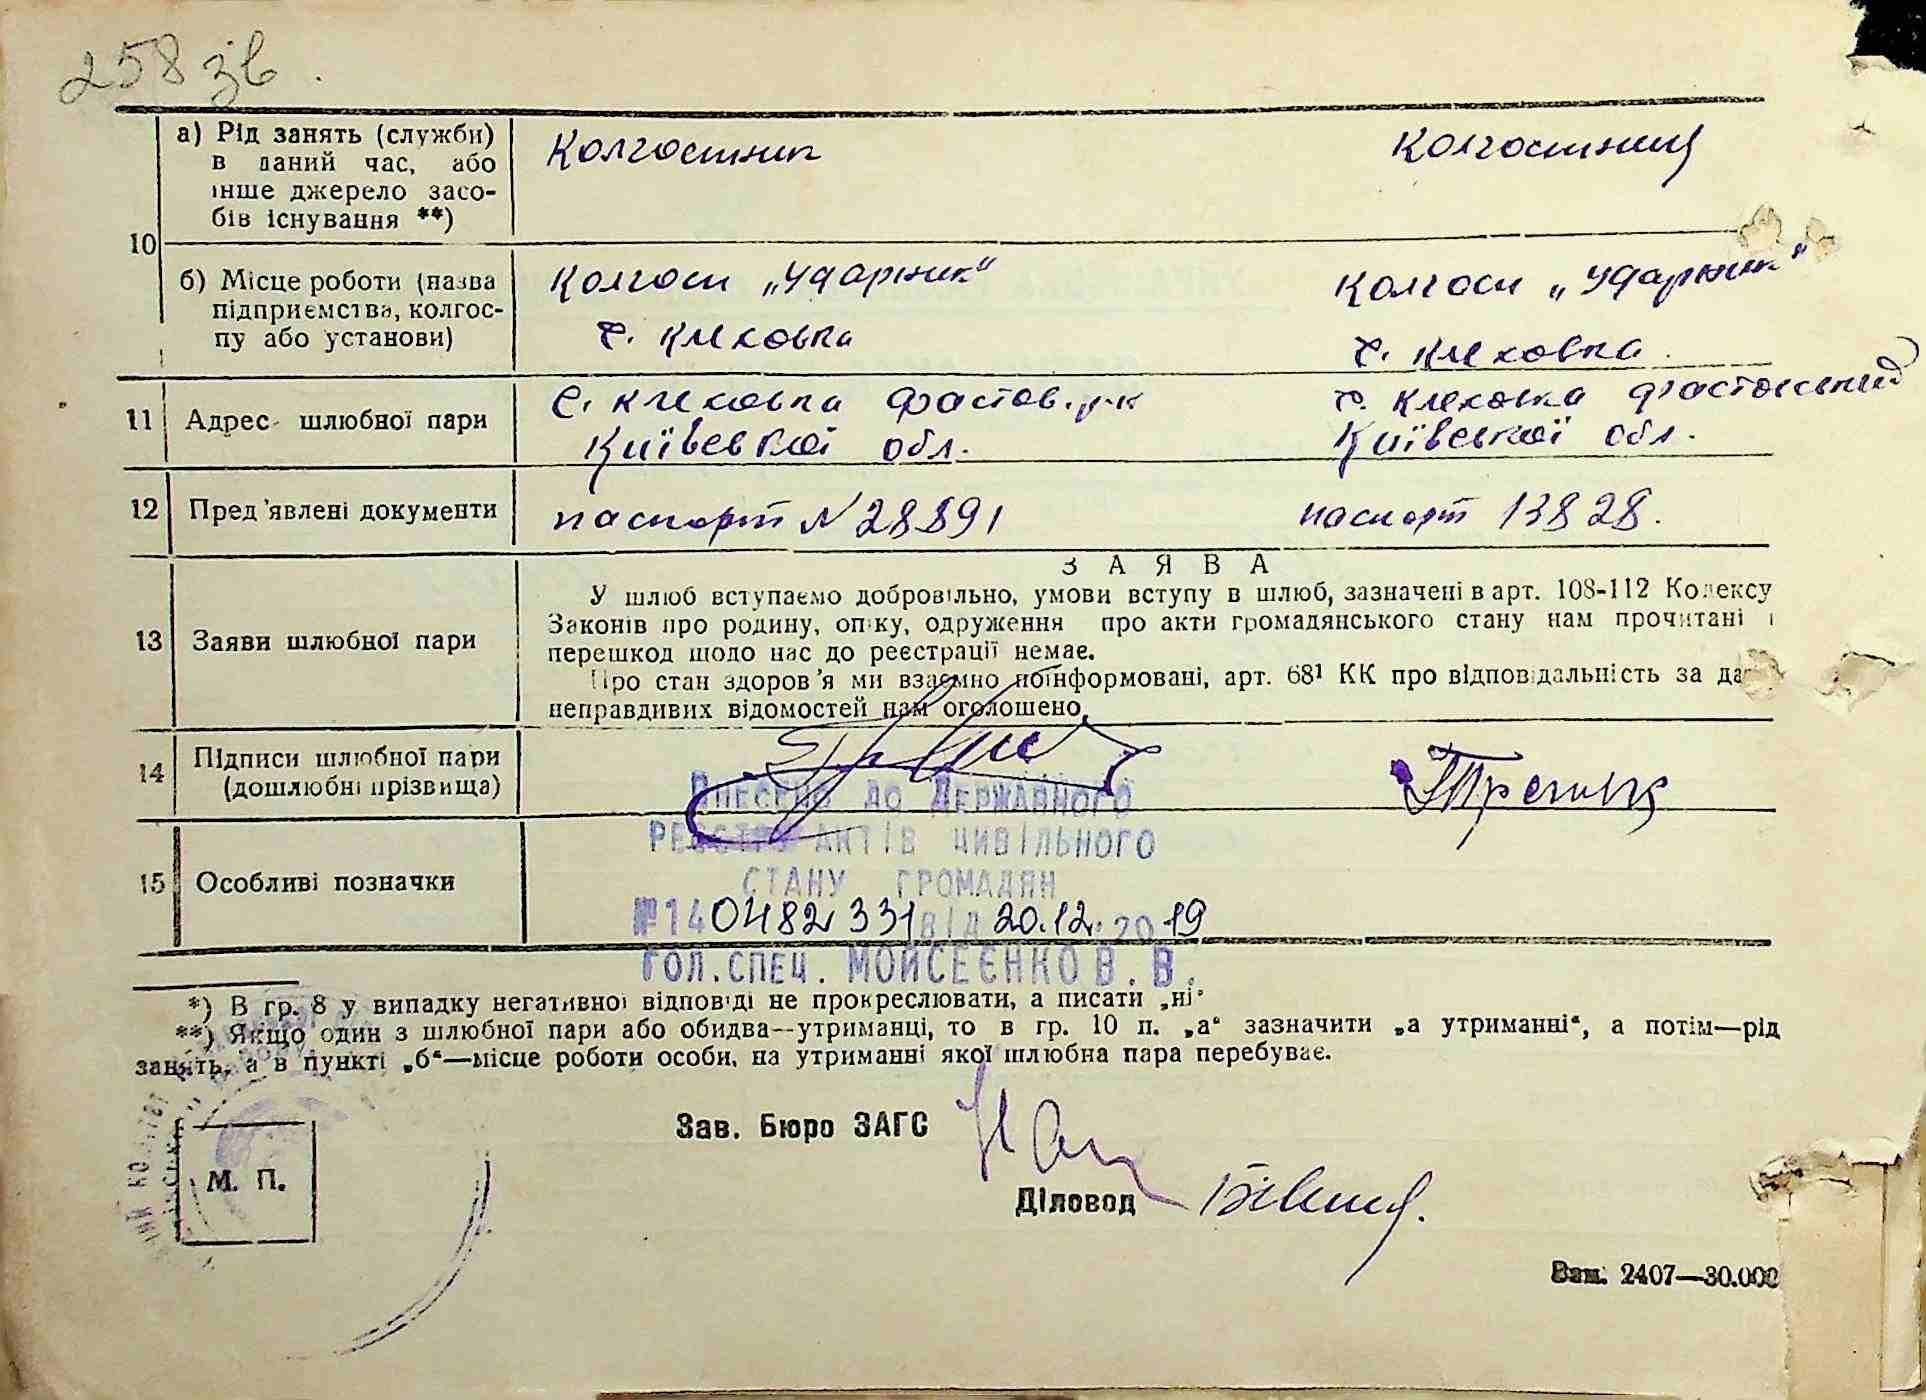 258 зв.
а) Рід занять (служби) Колгоспник Колгоспниця
в даний час, або
інше джерело засо-
бів існування **)
10
б) Місце роботи (назва Колгосп „Ударник“ Колгосп „Ударник“
підприємства, колгос-
пу або установи) с. Клеховка с. Клеховка.
11 Адрес шлюбної пари с. Клеховка Фастов. р-к с. Клеховка Фастовський
Київської обл. Київської обл.
12 Пред'явлені документи паспорт N 28891 паспорт 13828.
З А Я В А
У шлюб вступаємо добровільно, умови вступу в шлюб, зазначені в арт. 108-112 Кодексу
13 Заяви шлюбної пари Законів про родину, опіку, одруження про акти громадянського стану нам прочитані і
перешкод щодо нас до реєстрації немає.
Про стан здоров'я ми взаємно поінформовані, арт. 68¹ КК про відповідальність за дачу
неправдивих відомостей нам оголошено.
14 Підписи шлюбної пари
(дошлюбні прізвища)
Внесено до Державного
реєстру актів цивільного
15 Особливі позначки
стану громадян
№140482331 від 20.12.2019
гол.спец. Мойсеєнко В.В.
*) В гр. 8 у випадку негативної відповіді не прокреслювати, а писати „ні“
**) Якщо один з шлюбної пари або обидва—утриманці, то в гр. 10 п. „а“ зазначити „а утриманні“, а потім—рід
занять, а в пункті „б“—місце роботи особи, на утриманні якої шлюбна пара перебуває.
Зав. Бюро ЗАГС
М. П.
Діловод
Зам. 2407—30.000